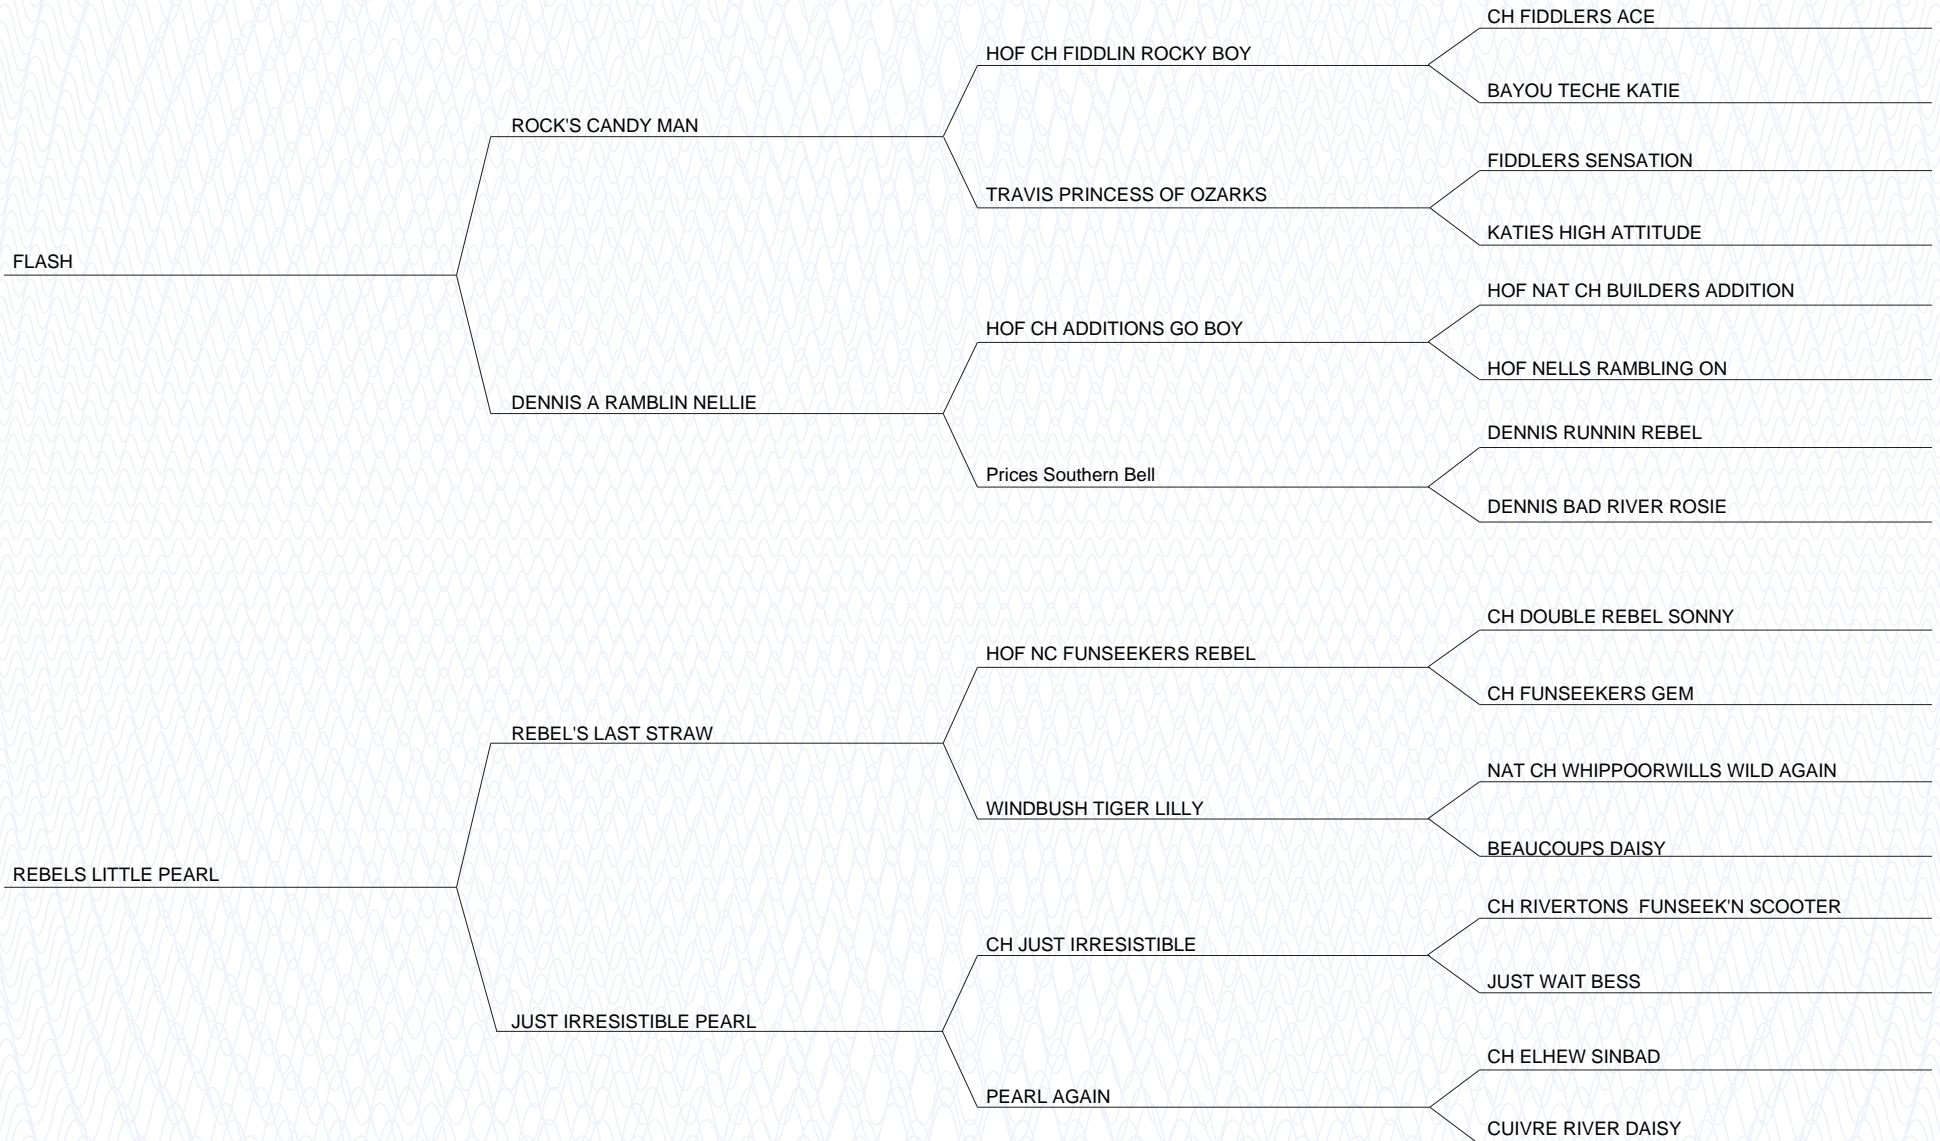 CH FIDDLERS ACE
HOF CH FIDDLIN ROCKY BOY
BAYOU TECHE KATIE
ROCK'S CANDY MAN
FIDDLERS SENSATION
TRAVIS PRINCESS OF OZARKS
KATIES HIGH ATTITUDE
FLASH
HOF NAT CH BUILDERS ADDITION
HOF CH ADDITIONS GO BOY
HOF NELLS RAMBLING ON
DENNIS A RAMBLIN NELLIE
DENNIS RUNNIN REBEL
Prices Southern Bell
DENNIS BAD RIVER ROSIE
CH DOUBLE REBEL SONNY
HOF NC FUNSEEKERS REBEL
CH FUNSEEKERS GEM
REBEL'S LAST STRAW
NAT CH WHIPPOORWILLS WILD AGAIN
WINDBUSH TIGER LILLY
BEAUCOUPS DAISY
REBELS LITTLE PEARL
CH RIVERTONS  FUNSEEK'N SCOOTER
CH JUST IRRESISTIBLE
JUST WAIT BESS
JUST IRRESISTIBLE PEARL
CH ELHEW SINBAD
PEARL AGAIN
CUIVRE RIVER DAISY